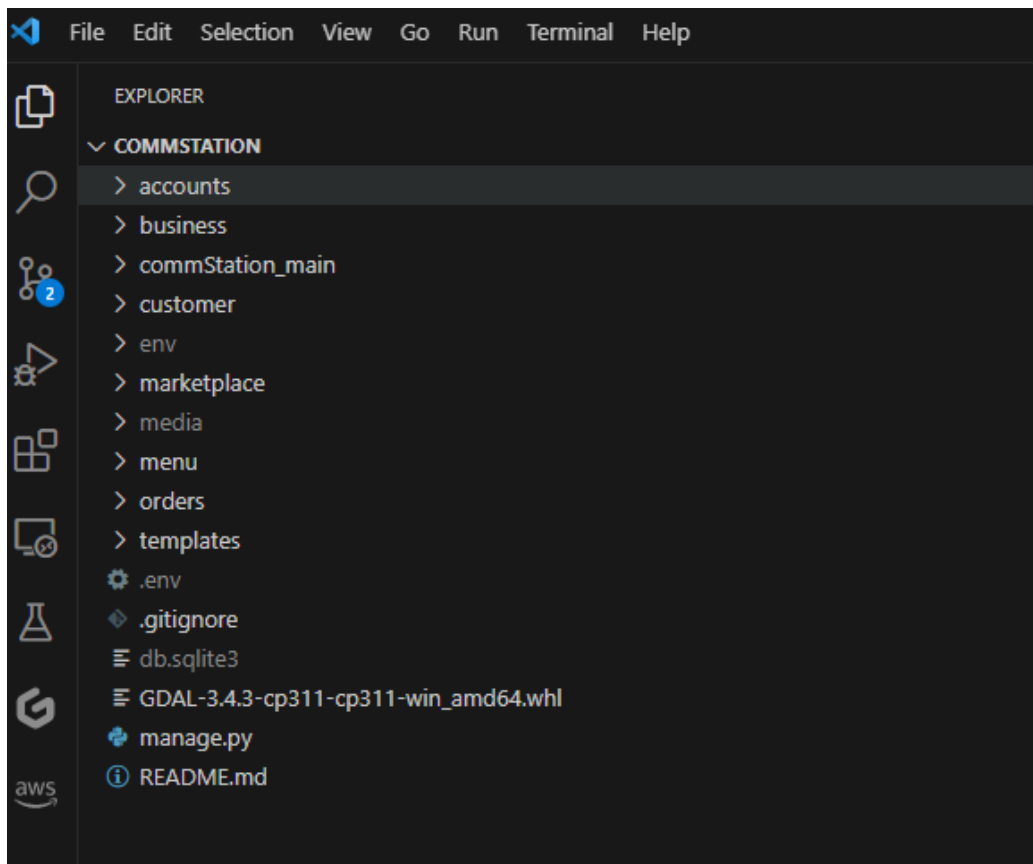 File Edit Selection View Go Run Terminal Help
EXPLORER
COMMSTATION
accounts
business
commStation_main
customer
env
marketplace
media
menu
orders
templates
.env
.gitignore
db.sqlite3
GDAL-3.4.3-cp311-cp311-win_amd64.whl
manage.py
README.md
2
aws